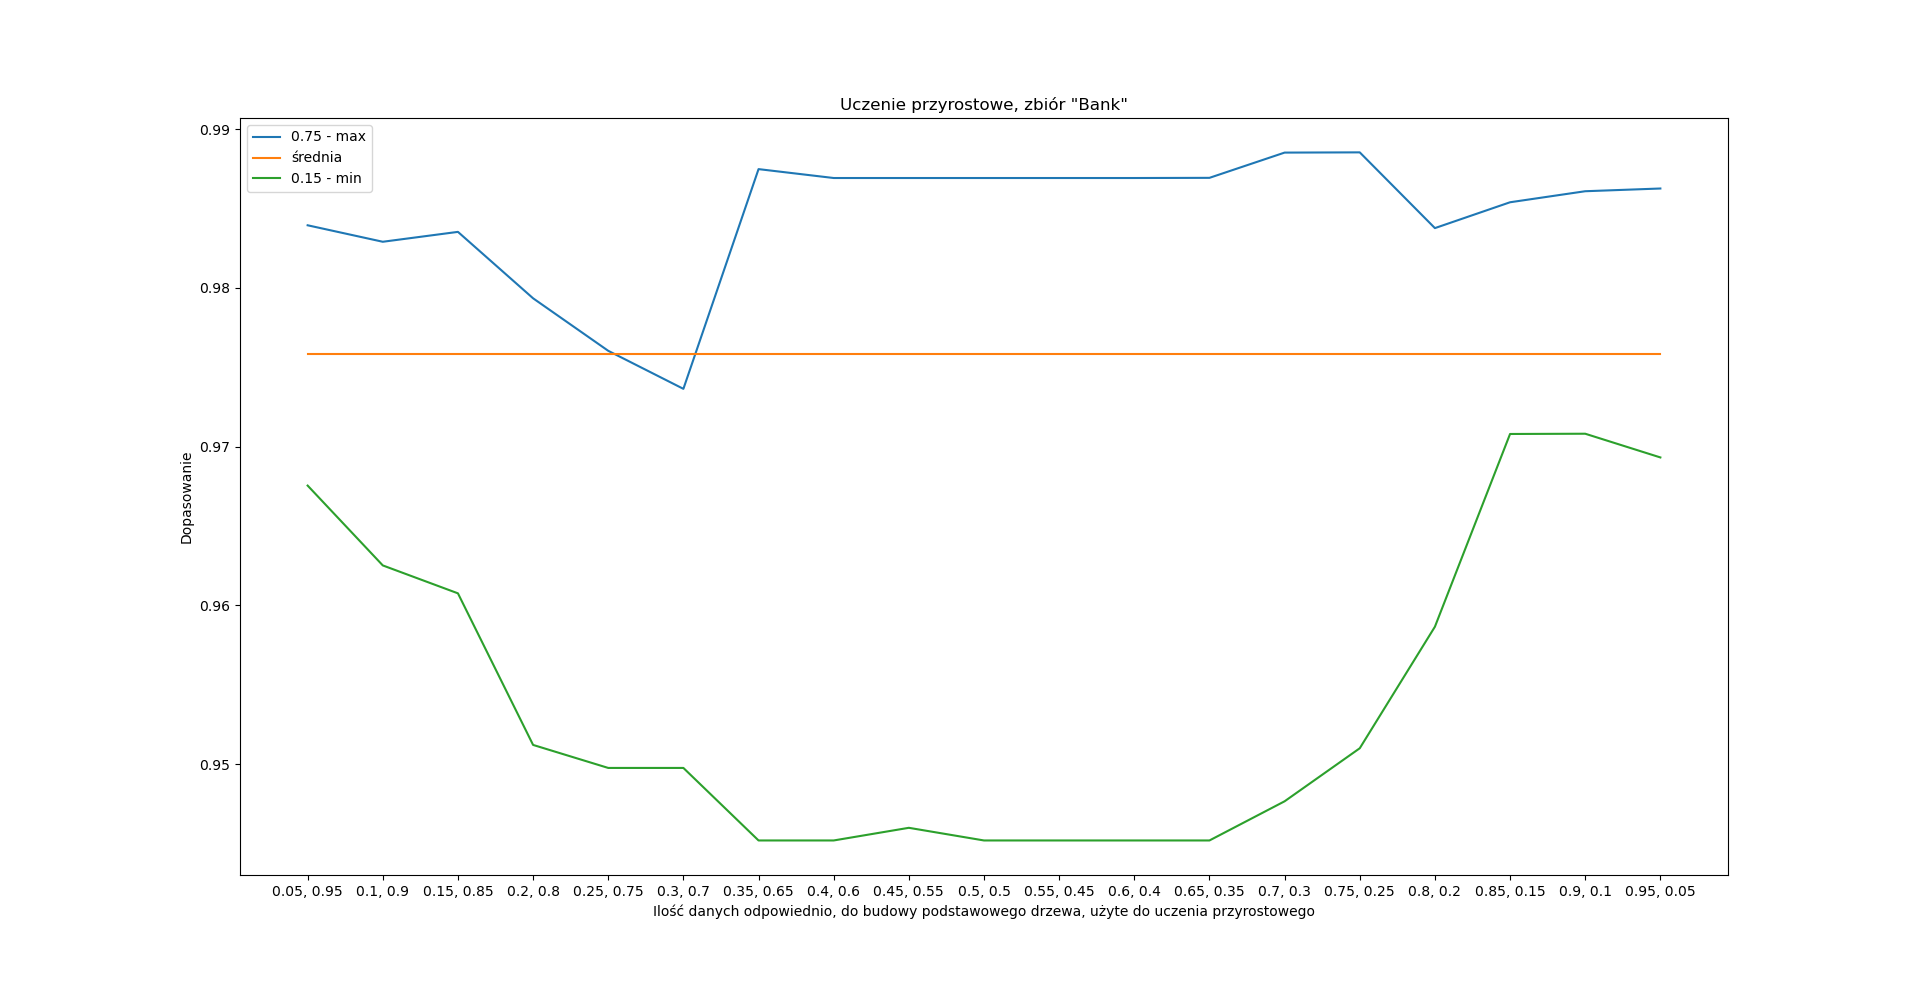 Uczenie przyrostowe, zbiór "Bank"
0.75 - max
średnia
0.15 - min
0.99
0.98
0.97
0.96
0.95
Dopasowanie
0.05, 0.95 0.1, 0.9 0.15, 0.85 0.2, 0.8 0.25, 0.75 0.3, 0.7 0.35, 0.65 0.4, 0.6 0.45, 0.55 0.5, 0.5 0.55, 0.45 0.6, 0.4 0.65, 0.35 0.7, 0.3 0.75, 0.25 0.8, 0.2 0.85, 0.15 0.9, 0.1 0.95, 0.05
Ilość danych odpowiednio, do budowy podstawowego drzewa, użyte do uczenia przyrostowego